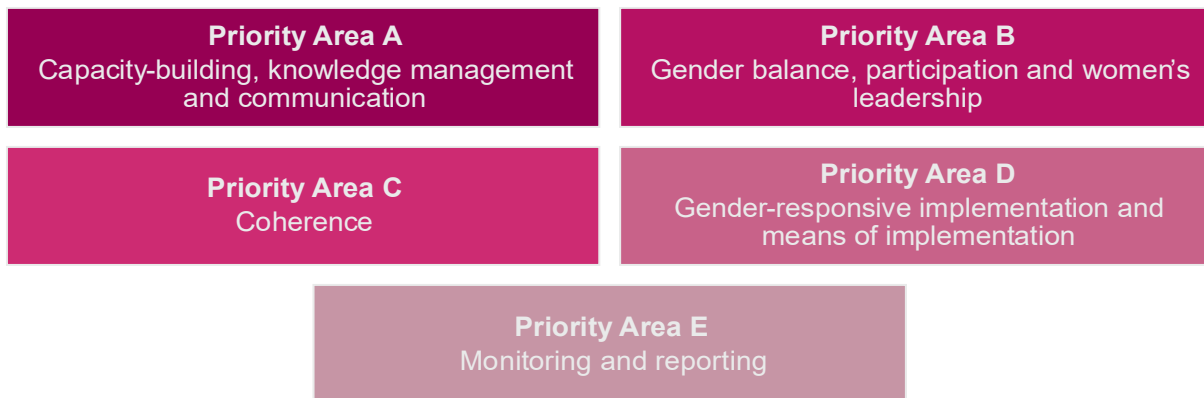 Priority Area A
Capacity-building, knowledge management
and communication
Priority Area B
Gender balance, participation and women’s
leadership
Priority Area C
Coherence
Priority Area D
Gender-responsive implementation and
means of implementation
Priority Area E
Monitoring and reporting